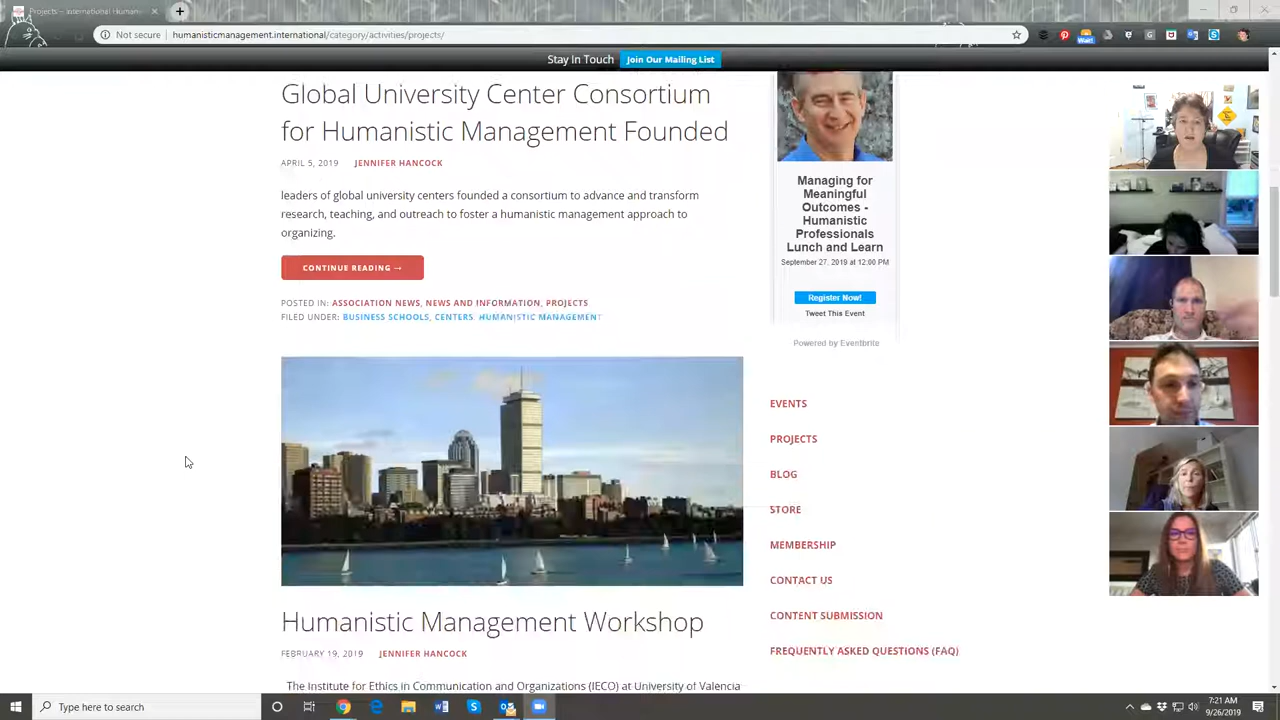 Projects – International Human-
Not secure
humanisticmanagement.international/category/activities/projects/
Stay In Touch
Join Our Mailing List
Global University Center Consortium
for Humanistic Management Founded
APRIL 5, 2019
JENNIFER HANCOCK
leaders of global university centers founded a consortium to advance and transform
research, teaching, and outreach to foster a humanistic management approach to
organizing.
CONTINUE READING →
POSTED IN: ASSOCIATION NEWS, NEWS AND INFORMATION, PROJECTS
FILED UNDER: BUSINESS SCHOOLS, CENTERS, HUMANISTIC MANAGEMENT
Humanistic Management Workshop
FEBRUARY 19, 2019
JENNIFER HANCOCK
The Institute for Ethics in Communication and Organizations (IECO) at University of Valencia
Managing for
Meaningful
Outcomes -
Humanistic
Professionals
Lunch and Learn
September 27, 2019 at 12:00 PM
Register Now!
Tweet This Event
Powered by Eventbrite
EVENTS
PROJECTS
BLOG
STORE
MEMBERSHIP
CONTACT US
CONTENT SUBMISSION
FREQUENTLY ASKED QUESTIONS (FAQ)
Type here to search
7:21 AM
9/26/2019